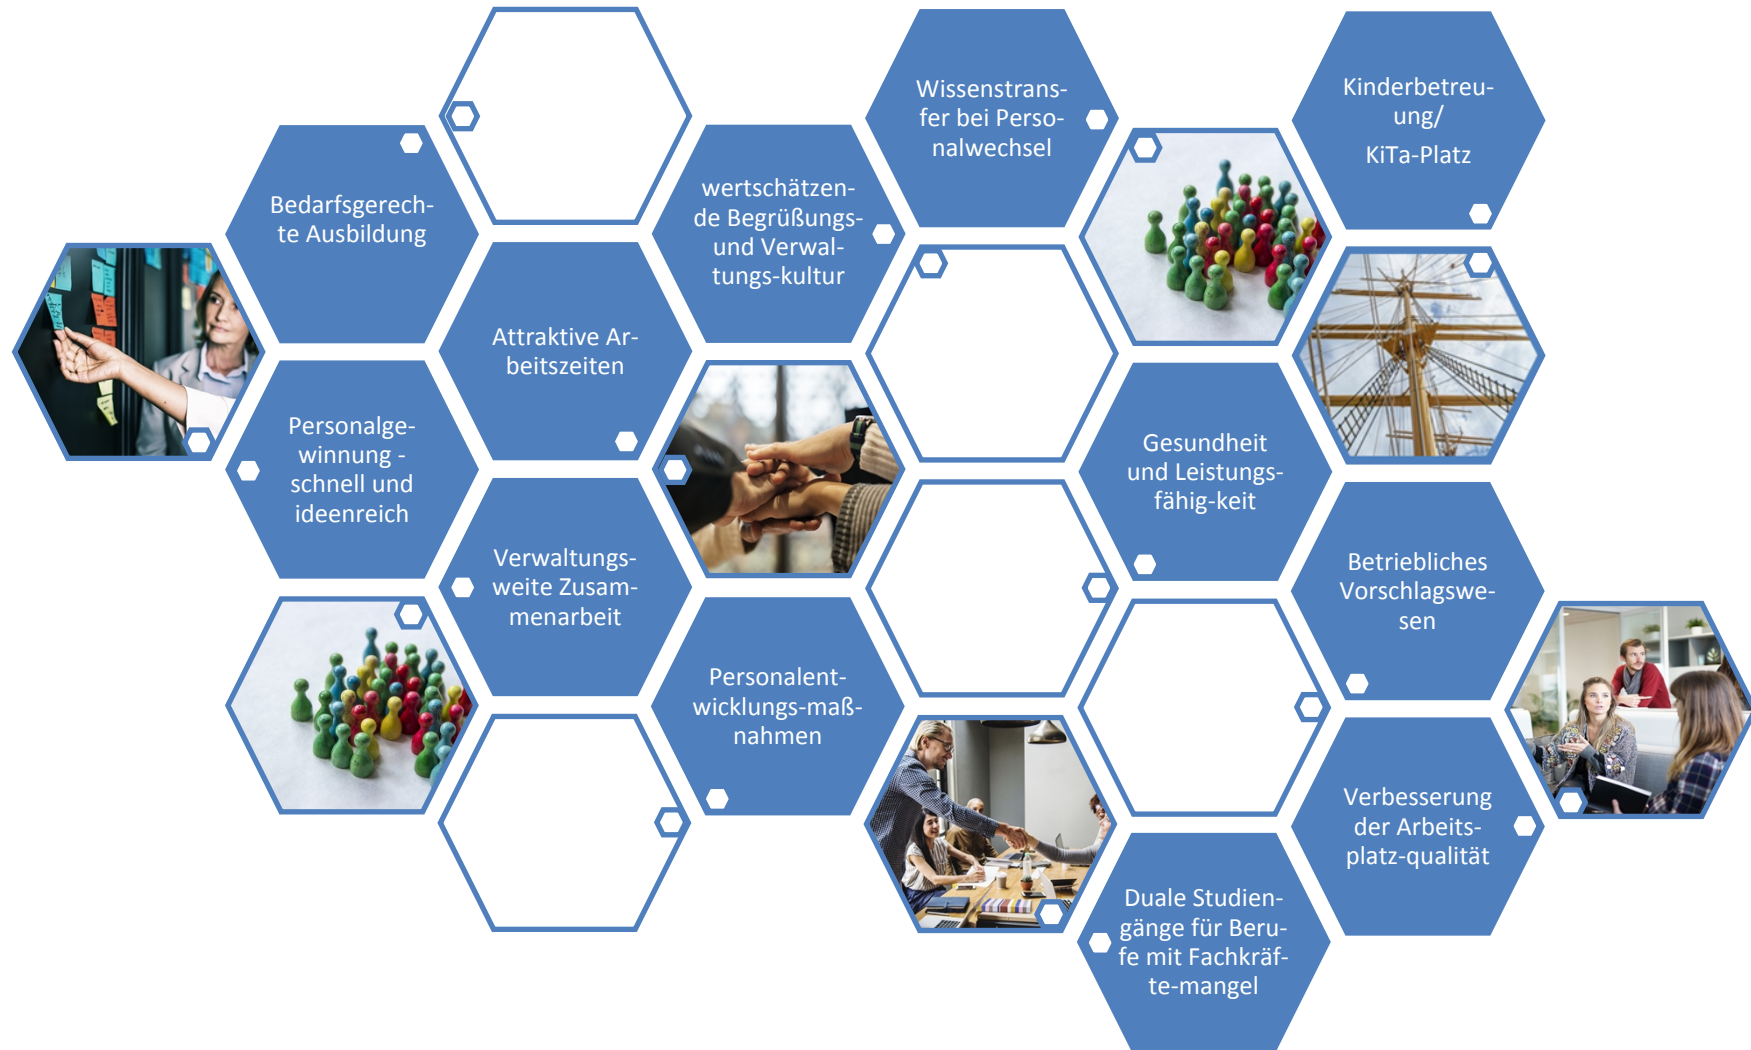 Bedarfsgerech-
te Ausbildung
Personalge-
winnung -
schnell und
ideenreich
Attraktive Ar-
beitszeiten
Verwaltungs-
weite Zusam-
menarbeit
wertschätzen-
de Begrüßungs-
und Verwal-
tungs-kultur
Personalent-
wicklungs-maß-
nahmen
Wissenstrans-
fer bei Perso-
nalwechsel
Gesundheit
und Leistungs-
fähig-keit
Duale Studien-
gänge für Beru-
fe mit Fachkräf-
te-mangel
Kinderbetreu-
ung/
KiTa-Platz
Betriebliches
Vorschlagswe-
sen
Verbesserung
der Arbeits-
platz-qualität